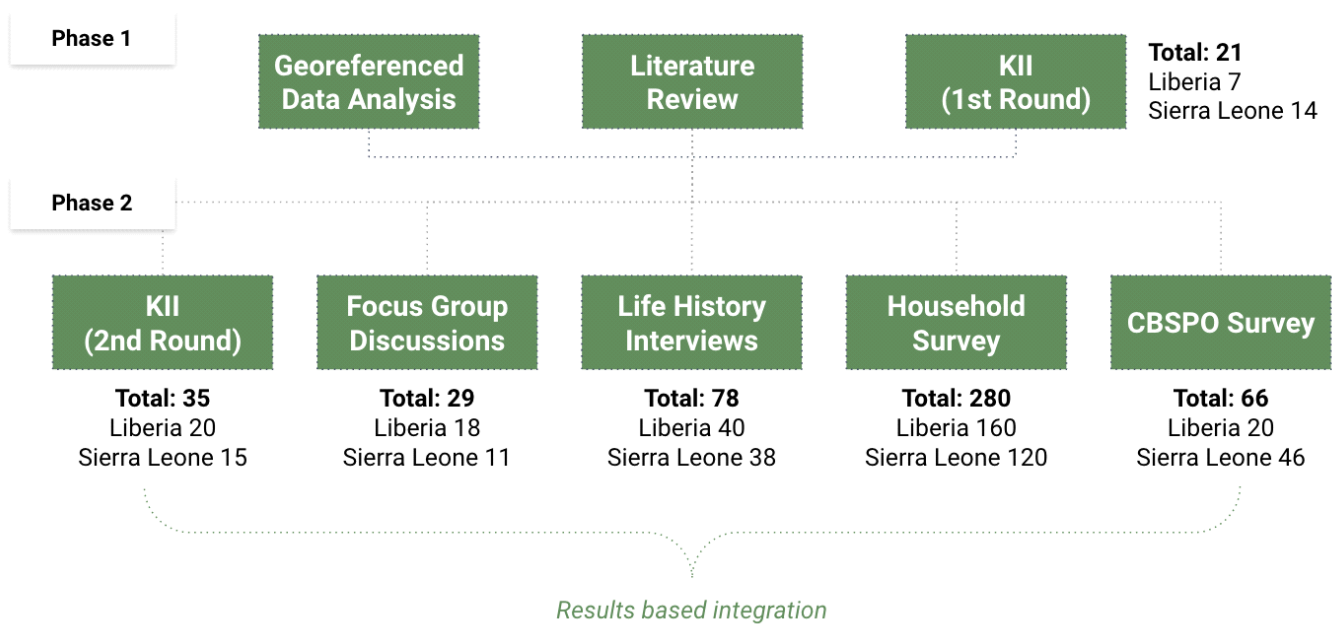 Phase 1
Georeferenced
Data Analysis
Literature
Review
KII
(1st Round)
Total: 21
Liberia 7
Sierra Leone 14
Phase 2
KII
(2nd Round)
Total: 35
Liberia 20
Sierra Leone 15
Focus Group
Discussions
Total: 29
Liberia 18
Sierra Leone 11
Life History
Interviews
Total: 78
Liberia 40
Sierra Leone 38
Household
Survey
Total: 280
Liberia 160
Sierra Leone 120
CBSPO Survey
Total: 66
Liberia 20
Sierra Leone 46
Results based integration